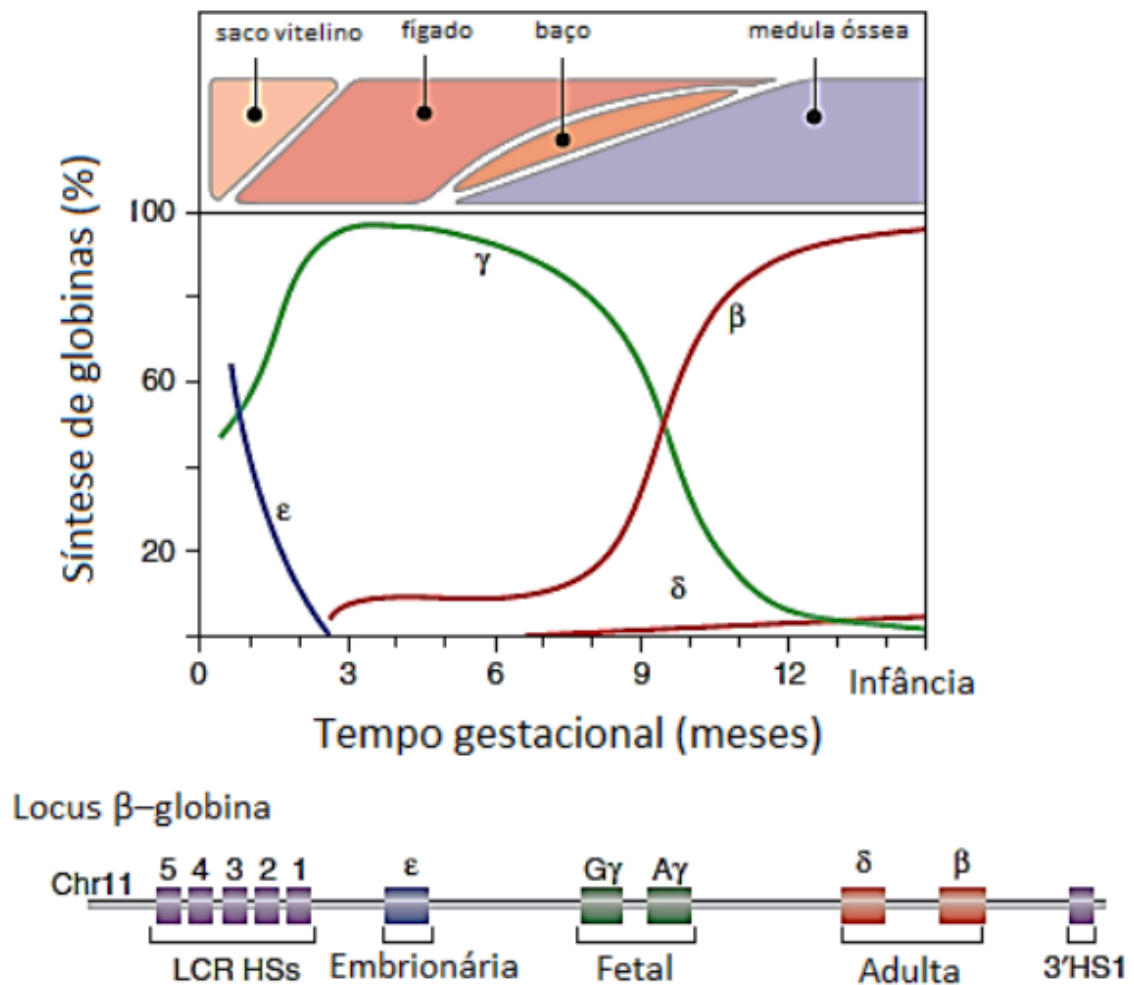 saco vitelino fígado baço medula óssea
Síntese de globinas (%)
100
60
20
γ
β
ε
δ
0 3 6 9 12 Infância
Tempo gestacional (meses)
Locus β–globina
5 4 3 2 1 ε Gγ Aγ δ β
Chr11
LCR HSs Embrionária Fetal Adulta 3'HS1